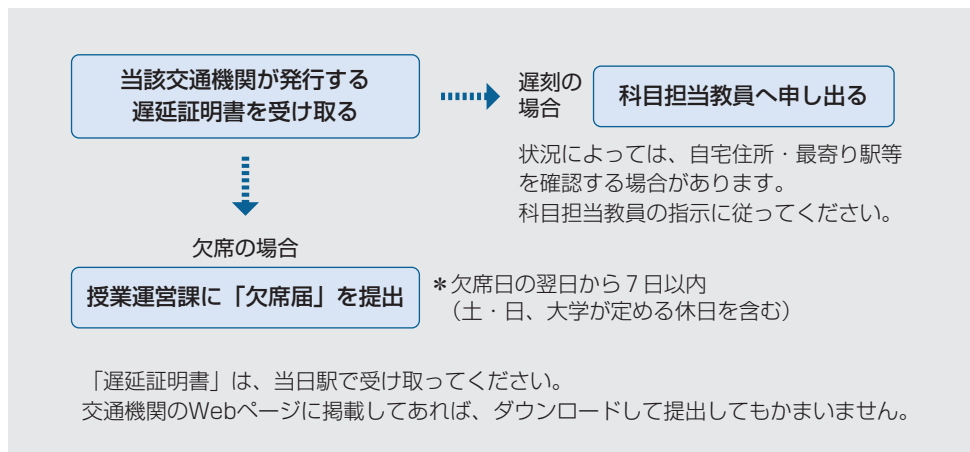 当該交通機関が発行する
遅延証明書を受け取る
遅刻の
場合
科目担当教員へ申し出る
状況によっては、自宅住所・最寄り駅等
を確認する場合があります。
科目担当教員の指示に従ってください。
欠席の場合
授業運営課に「欠席届」を提出
＊欠席日の翌日から7日以内
（土・日、大学が定める休日を含む）
「遅延証明書」は、当日駅で受け取ってください。
交通機関のWebページに掲載してあれば、ダウンロードして提出してもかまいません。